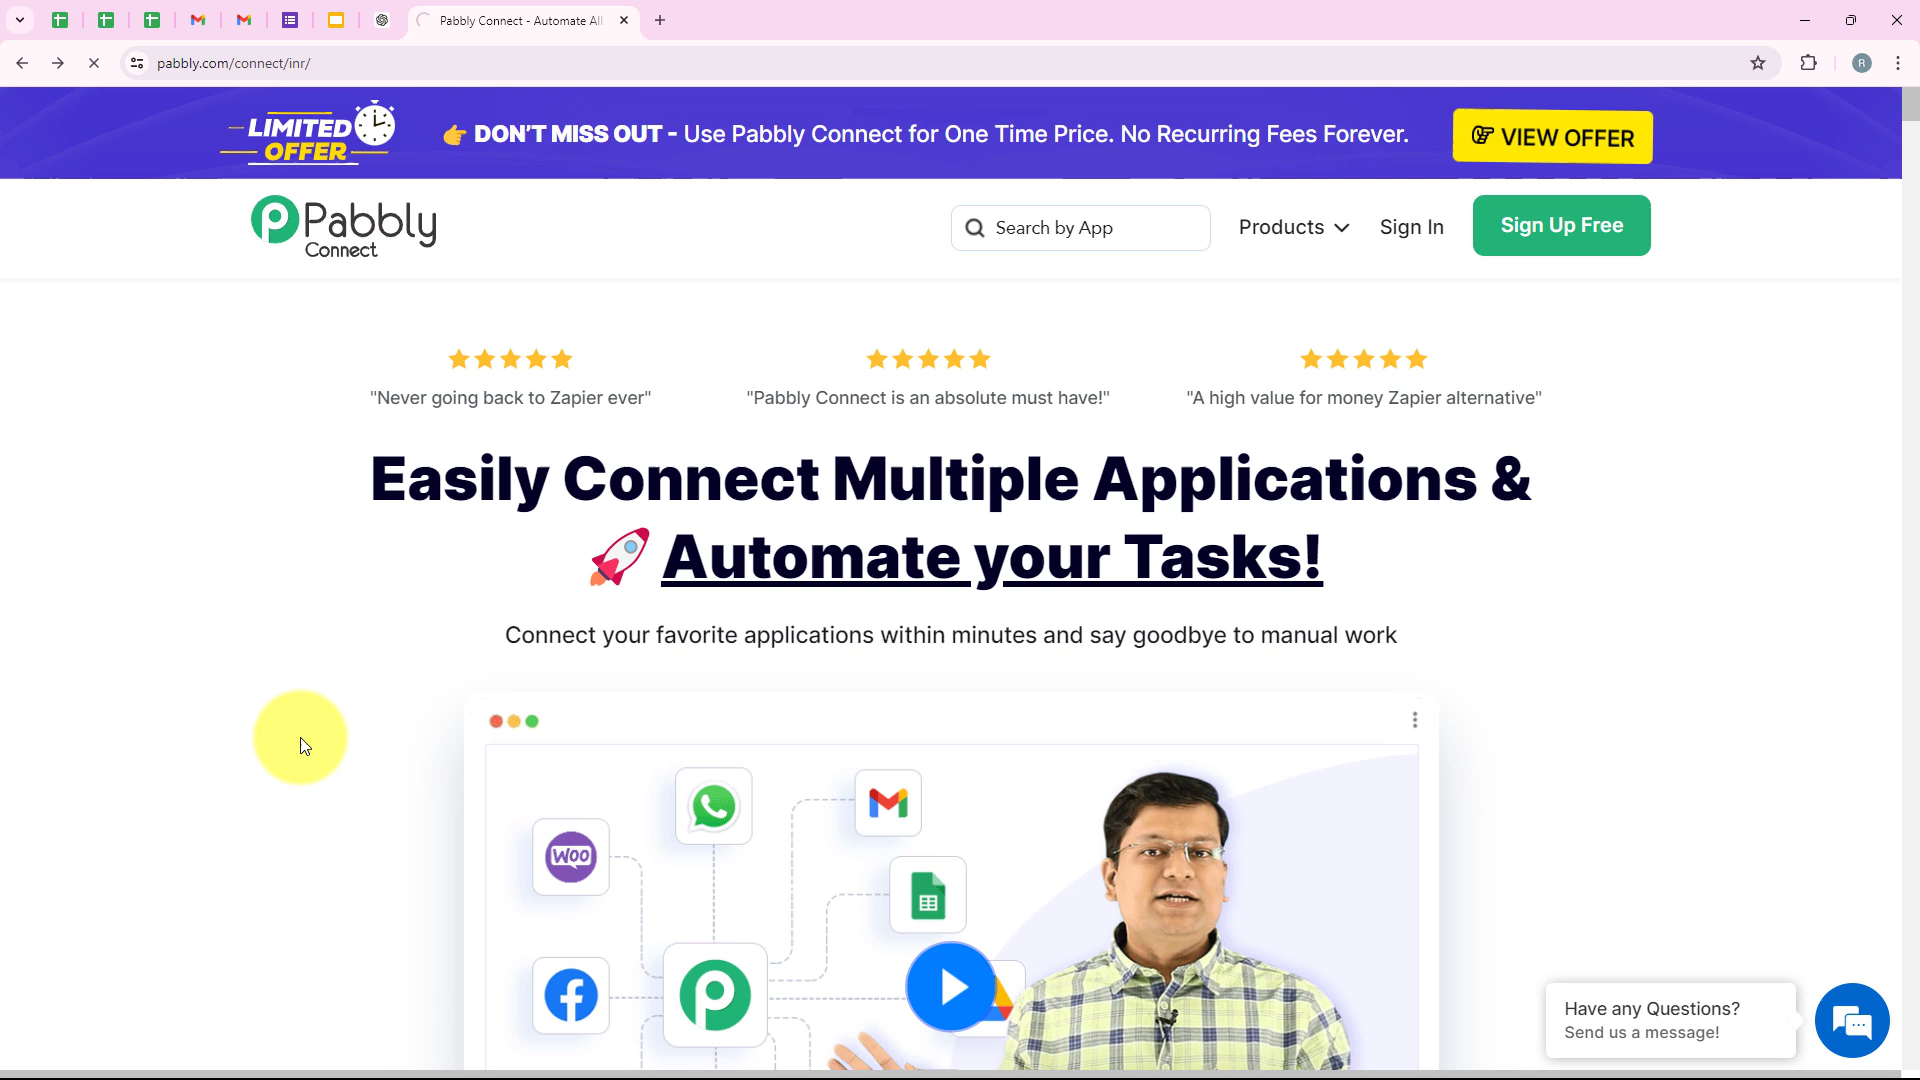 Pabbly Connect - Automate All
pabbly.com/connect/inr/
R
LIMITED
OFFER
DON'T MISS OUT - Use Pabbly Connect for One Time Price. No Recurring Fees Forever.
VIEW OFFER
Pabbly
Connect
Search by App
Products
Sign In
Sign Up Free
"Never going back to Zapier ever"
"Pabbly Connect is an absolute must have!"
"A high value for money Zapier alternative"
Easily Connect Multiple Applications &
Automate your Tasks!
Connect your favorite applications within minutes and say goodbye to manual work
WOO
Have any Questions?
Send us a message!